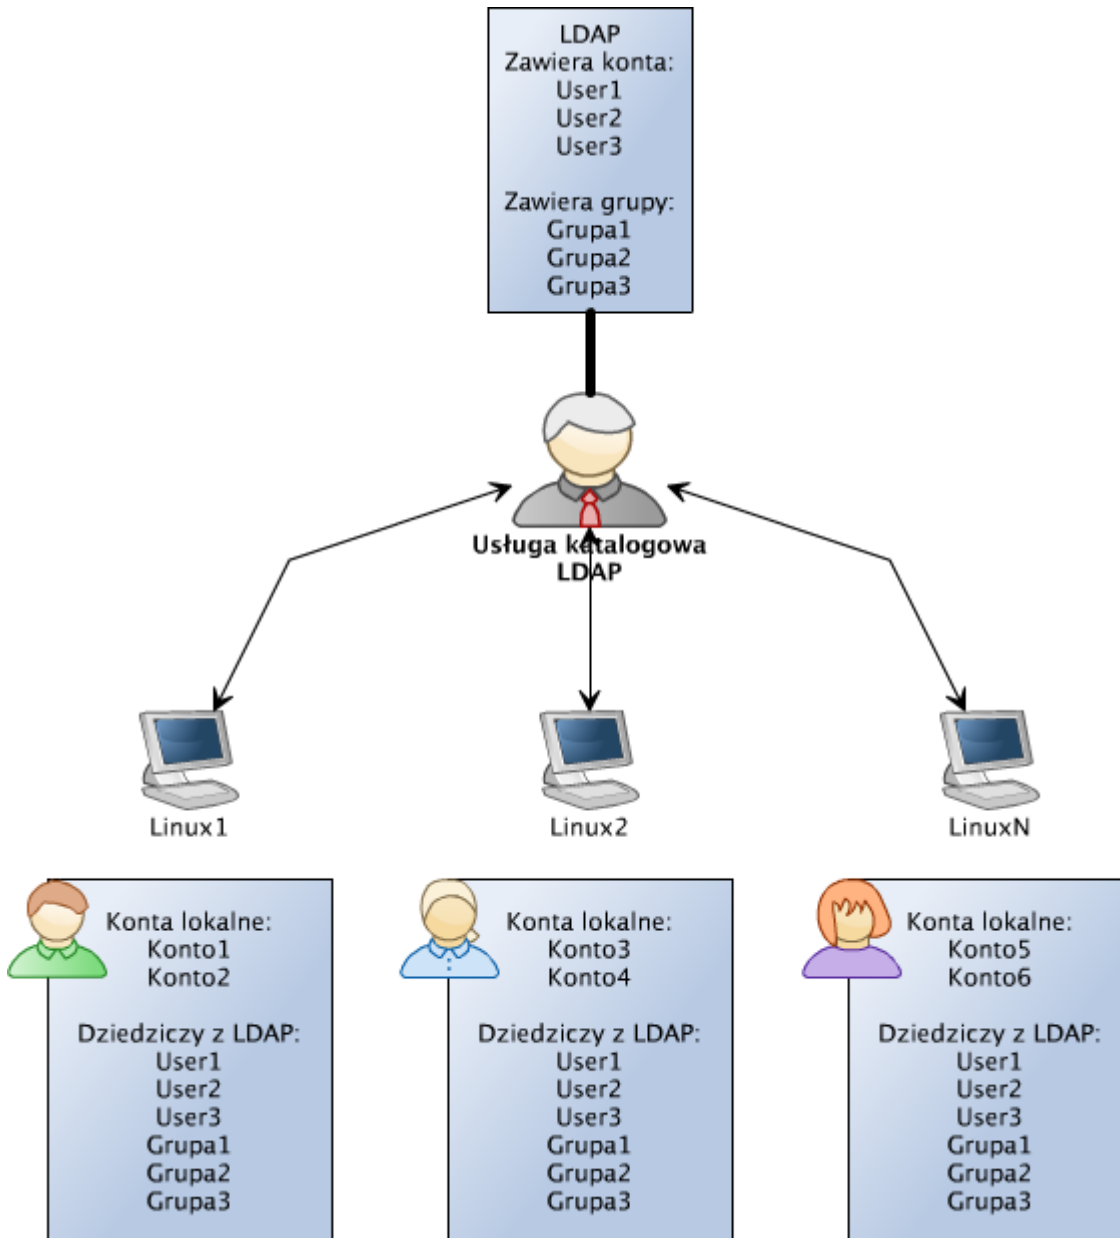 LDAP
Zawiera konta:
User1
User2
User3
Zawiera grupy:
Grupa1
Grupa2
Grupa3
Usługa katalogowa
LDAP
Linux1
Linux2
LinuxN
Konta lokalne:
Konto1
Konto2
Dziedziczy z LDAP:
User1
User2
User3
Grupa1
Grupa2
Grupa3
Konta lokalne:
Konto3
Konto4
Dziedziczy z LDAP:
User1
User2
User3
Grupa1
Grupa2
Grupa3
Konta lokalne:
Konto5
Konto6
Dziedziczy z LDAP:
User1
User2
User3
Grupa1
Grupa2
Grupa3